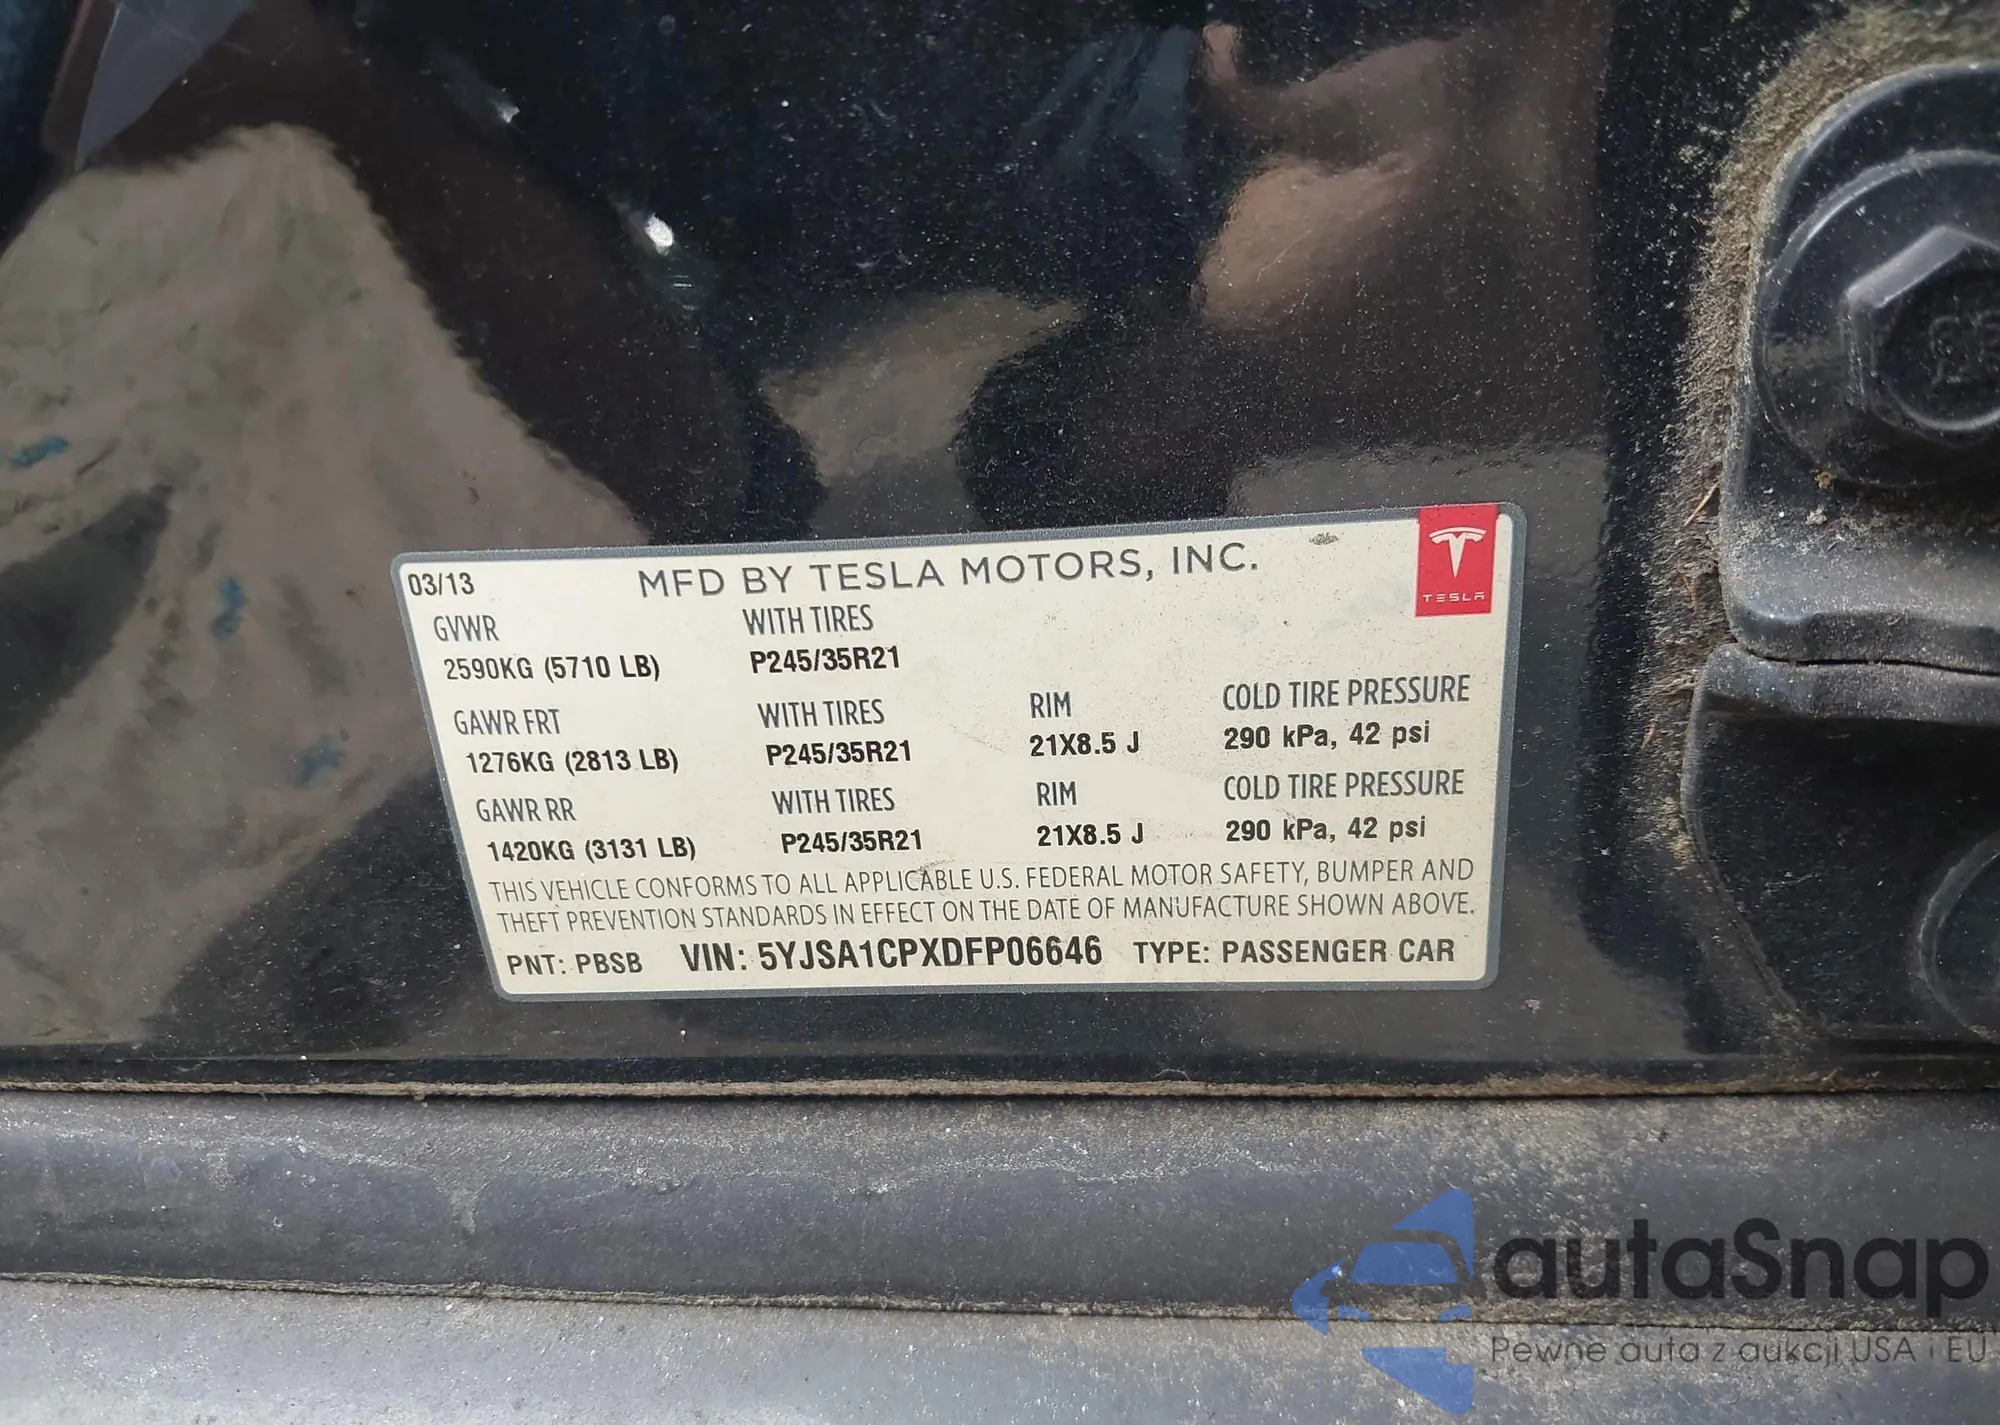 03/13 MFD BY TESLA MOTORS, INC.
TESLA
GVWR WITH TIRES
2590KG (5710 LB) P245/35R21
GAWR FRT WITH TIRES RIM COLD TIRE PRESSURE
1276KG (2813 LB) P245/35R21 21X8.5 J 290 kPa, 42 psi
GAWR RR WITH TIRES RIM COLD TIRE PRESSURE
1420KG (3131 LB) P245/35R21 21X8.5 J 290 kPa, 42 psi
THIS VEHICLE CONFORMS TO ALL APPLICABLE U.S. FEDERAL MOTOR SAFETY, BUMPER AND
THEFT PREVENTION STANDARDS IN EFFECT ON THE DATE OF MANUFACTURE SHOWN ABOVE.
PNT: PBSB VIN: 5YJSA1CPXDFP06646 TYPE: PASSENGER CAR
autaSnap
Pewne auta z aukcji USA i EU